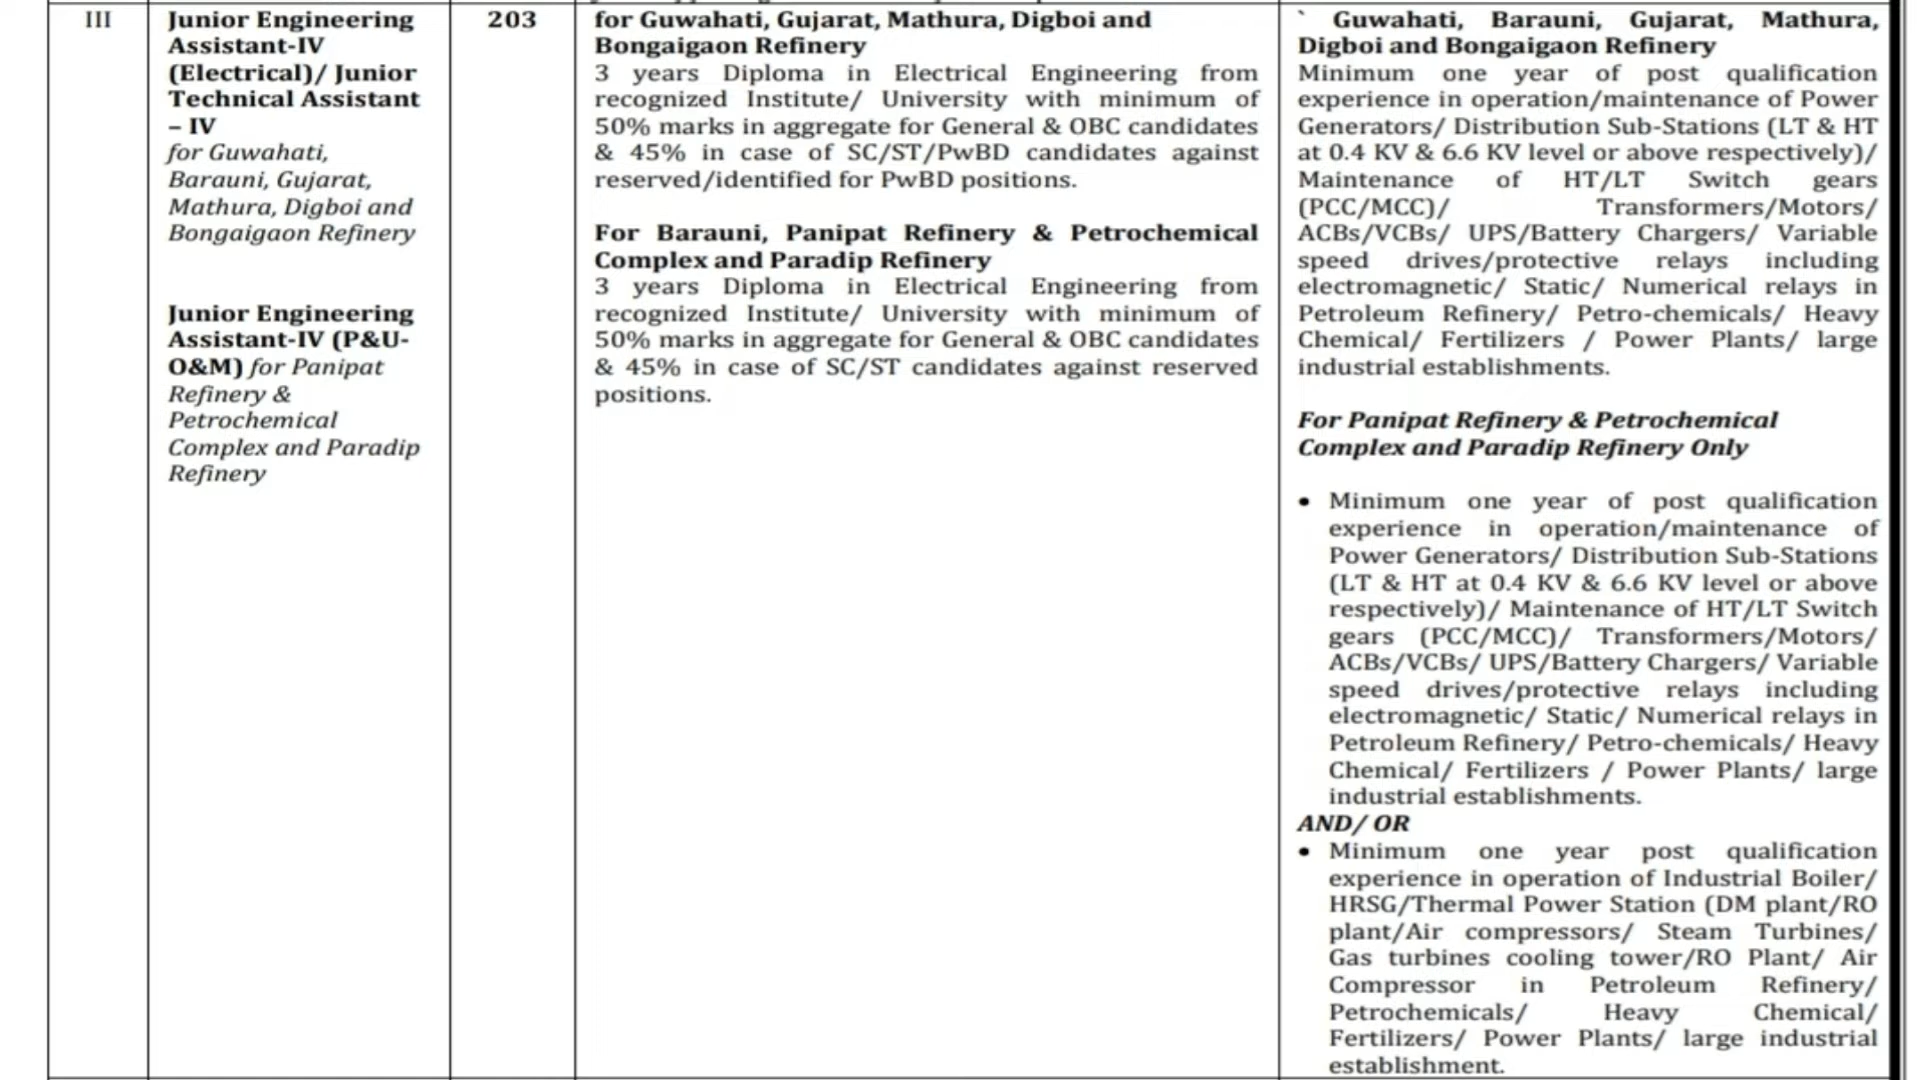 III
Junior Engineering
Assistant-IV
(Electrical)/ Junior
Technical Assistant
– IV
for Guwahati,
Barauni, Gujarat,
Mathura, Digboi and
Bongaigaon Refinery
Junior Engineering
Assistant-IV (P&U-
O&M) for Panipat
Refinery &
Petrochemical
Complex and Paradip
Refinery
203
for Guwahati, Gujarat, Mathura, Digboi and
Bongaigaon Refinery
3 years Diploma in Electrical Engineering from
recognized Institute/ University with minimum of
50% marks in aggregate for General & OBC candidates
& 45% in case of SC/ST/PwBD candidates against
reserved/identified for PwBD positions.
For Barauni, Panipat Refinery & Petrochemical
Complex and Paradip Refinery
3 years Diploma in Electrical Engineering from
recognized Institute/ University with minimum of
50% marks in aggregate for General & OBC candidates
& 45% in case of SC/ST candidates against reserved
positions.
` Guwahati, Barauni, Gujarat, Mathura,
Digboi and Bongaigaon Refinery
Minimum one year of post qualification
experience in operation/maintenance of Power
Generators/ Distribution Sub-Stations (LT & HT
at 0.4 KV & 6.6 KV level or above respectively)/
Maintenance of HT/LT Switch gears
(PCC/MCC)/ Transformers/Motors/
ACBs/VCBs/ UPS/Battery Chargers/ Variable
speed drives/protective relays including
electromagnetic/ Static/ Numerical relays in
Petroleum Refinery/ Petro-chemicals/ Heavy
Chemical/ Fertilizers / Power Plants/ large
industrial establishments.
For Panipat Refinery & Petrochemical
Complex and Paradip Refinery Only
• Minimum one year of post qualification
experience in operation/maintenance of
Power Generators/ Distribution Sub-Stations
(LT & HT at 0.4 KV & 6.6 KV level or above
respectively)/ Maintenance of HT/LT Switch
gears (PCC/MCC)/ Transformers/Motors/
ACBs/VCBs/ UPS/Battery Chargers/ Variable
speed drives/protective relays including
electromagnetic/ Static/ Numerical relays in
Petroleum Refinery/ Petro-chemicals/ Heavy
Chemical/ Fertilizers / Power Plants/ large
industrial establishments.
AND/ OR
• Minimum one year post qualification
experience in operation of Industrial Boiler/
HRSG/Thermal Power Station (DM plant/RO
plant/Air compressors/ Steam Turbines/
Gas turbines cooling tower/RO Plant/ Air
Compressor in Petroleum Refinery/
Petrochemicals/ Heavy Chemical/
Fertilizers/ Power Plants/ large industrial
establishment.